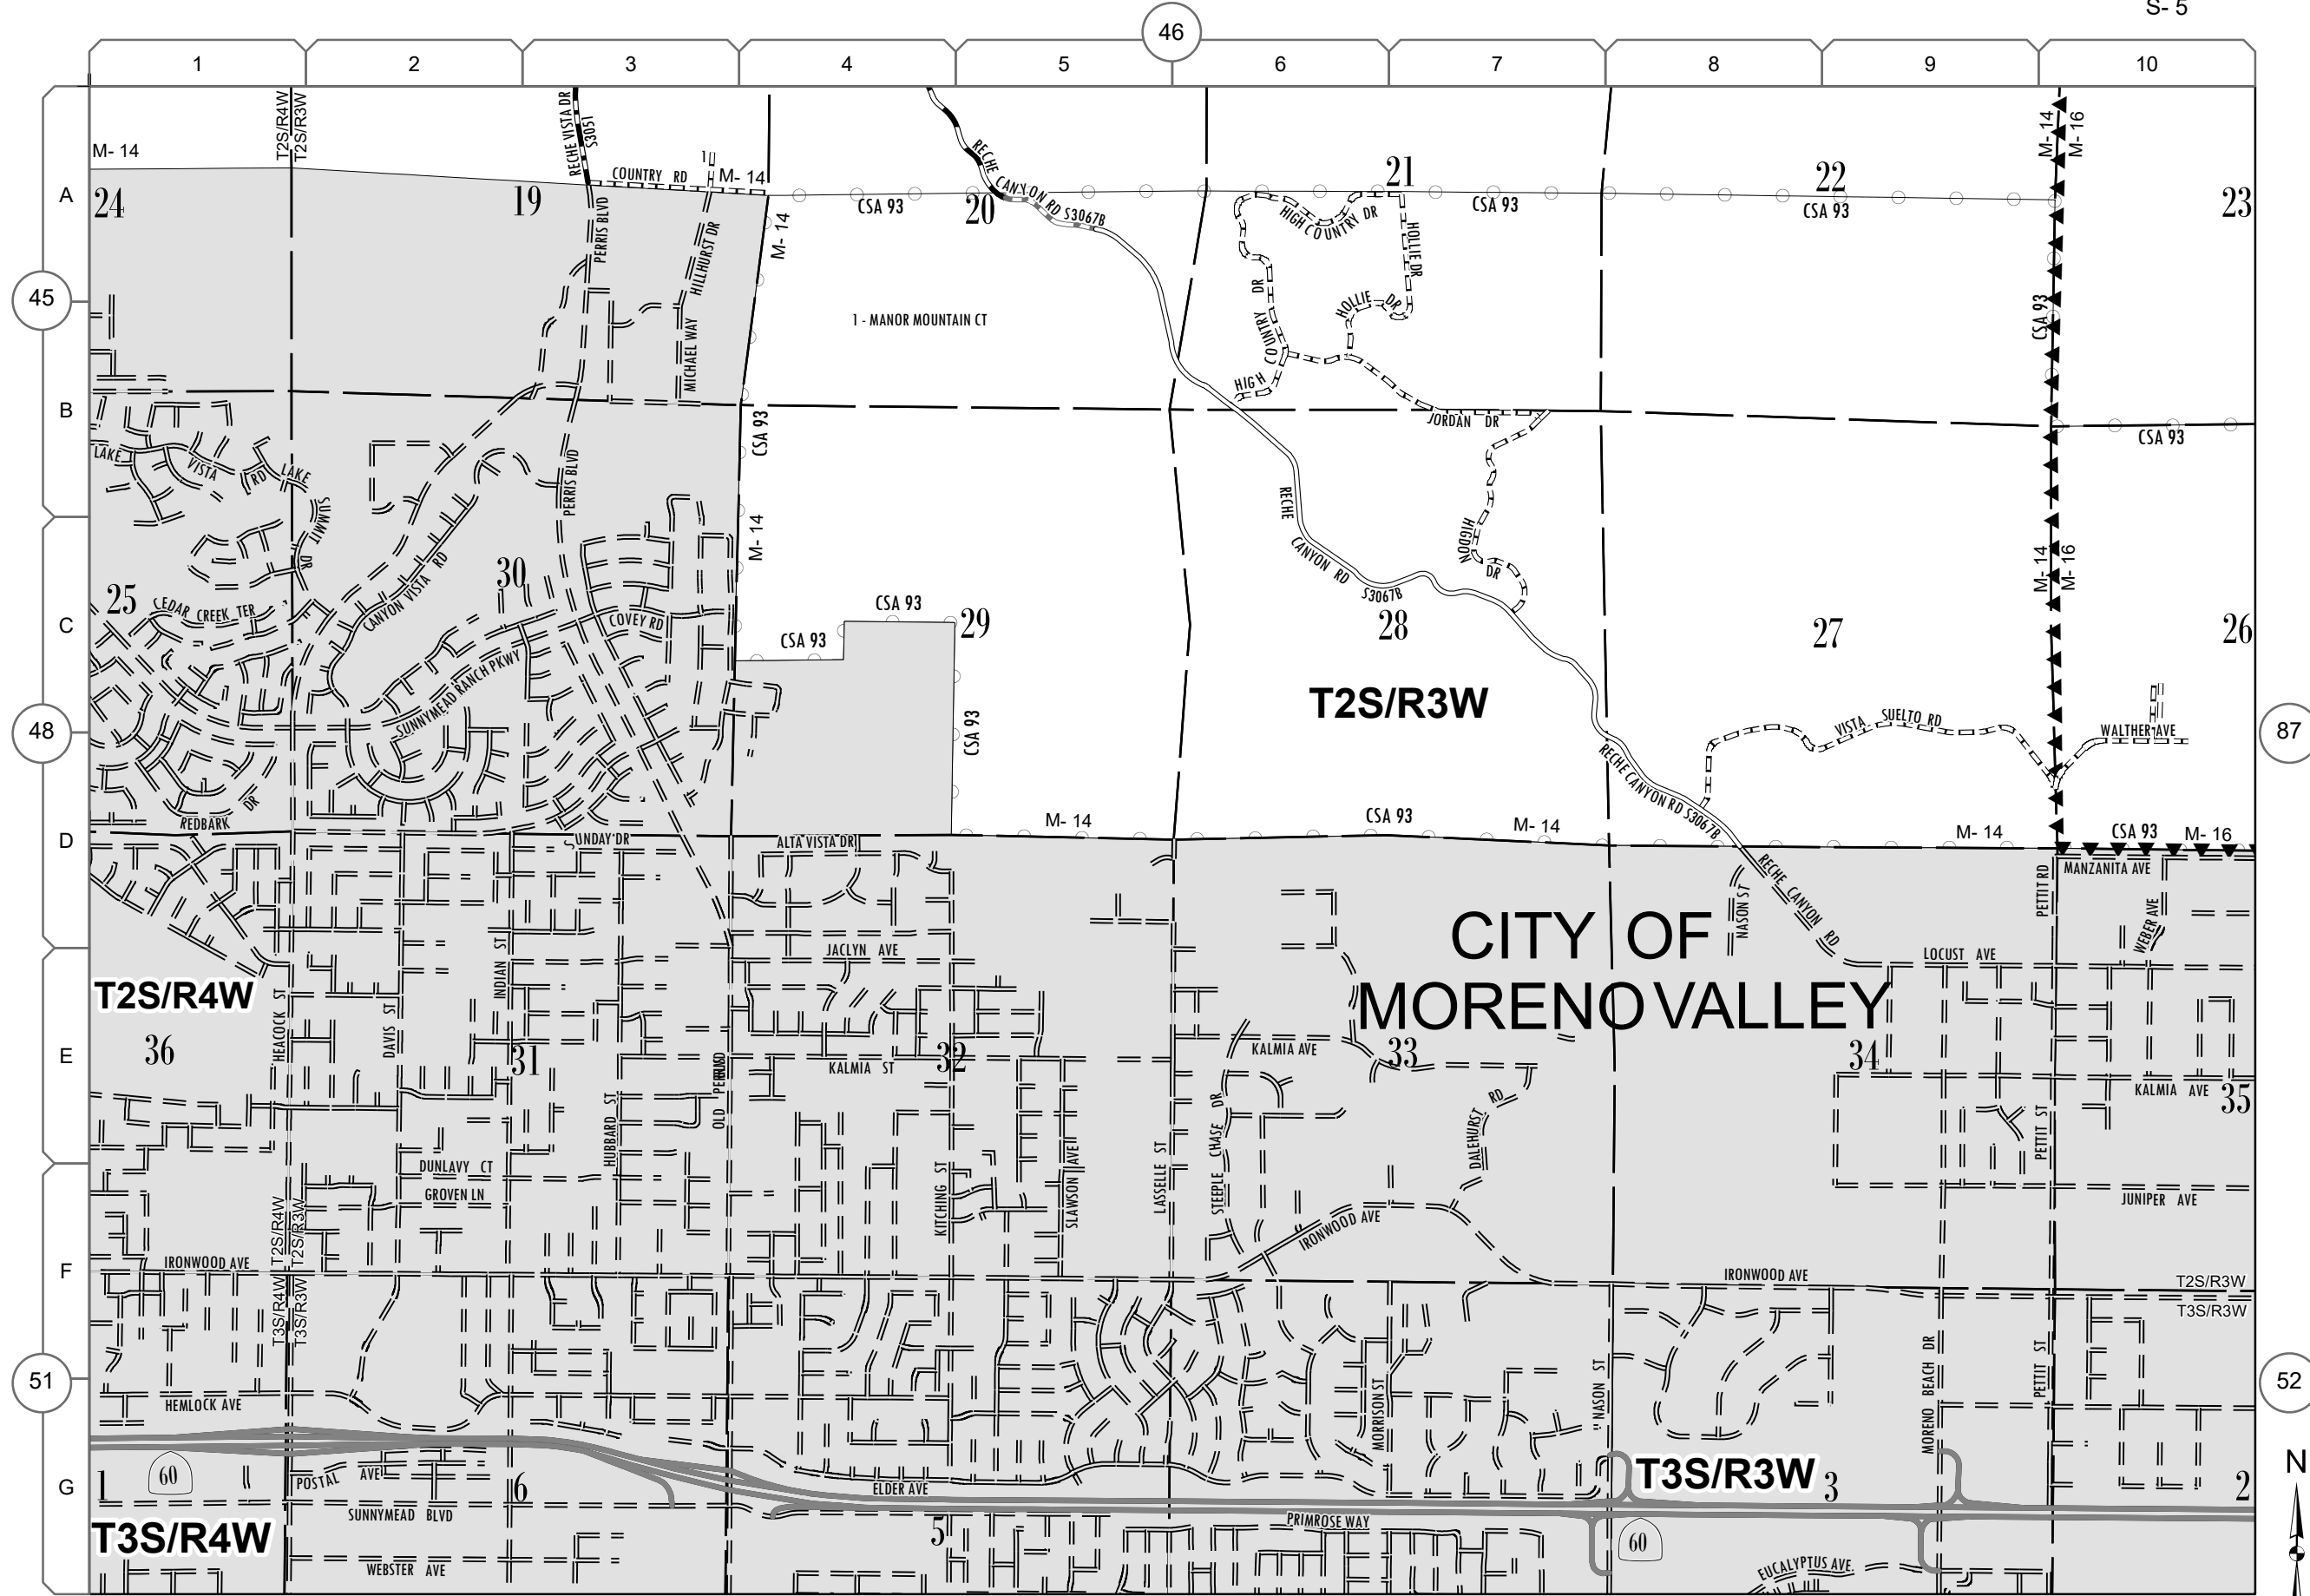 S- 5
46
1 2 3 4 5 6 7 8 9 10
T2S/R4W
T2S/R3W
RECHE VISTA DR
S3051
M- 14
M- 16
M- 14
COUNTRY RD
1
M- 14
A
24
19
CSA 93
20
RECHE CANYON RD S3067B
21
CSA 93
22
CSA 93
23
PERRIS BLVD
HILLHURST DR
M- 14
HIGH COUNTRY DR
HOLLIE DR
45
1 - MANOR MOUNTAIN CT
HOLLIE DR
CSA 93
MICHAEL WAY
HIGH COUNTRY DR
B
CSA 93
JORDAN DR
CSA 93
LAKE VISTA RD
LAKE SUMMIT DR
PERRIS BLVD
RECHE CANYON RD S3067B
M- 14
HIGDON DR
M- 14
M- 16
30
25
CEDAR CREEK TER
CANYON VISTA RD
C
COVEY RD
CSA 93
CSA 93
29
28
27
26
SUNNYMEAD RANCH PKWY
T2S/R3W
48
CSA 93
VISTA SUELTO RD
WALTHER AVE
87
RECHE CANYON RD S3067B
REDBARK DR
D
SUNDAY DR
ALTA VISTA DR
M- 14
CSA 93
M- 14
M- 14
CSA 93
M- 16
RECHE CANYON RD
MANZANITA AVE
PETTIT RD
NASON ST
WEBER AVE
CITY OF
MORENO VALLEY
INDIAN ST
JACLYN AVE
LOCUST AVE
T2S/R4W
HEACOCK ST
DAVIS ST
E
36
31
KALMIA ST
32
KALMIA AVE
33
34
KALMIA AVE
35
HUBBARD ST
OLD PERRIS
DALEHURST RD
PETTIT ST
DUNLAVY CT
GROVEN LN
KITCHING ST
SLAWSON AVE
LASSELLE ST
STEEPLE CHASE DR
JUNIPER AVE
T2S/R4W
T2S/R3W
IRONWOOD AVE
F
IRONWOOD AVE
IRONWOOD AVE
T2S/R3W
T3S/R3W
T3S/R4W
T3S/R3W
51
HEMLOCK AVE
MORRISON ST
NASON ST
MORENO BEACH DR
PETTIT ST
52
G
1
60
POSTAL AVE
6
ELDER AVE
T3S/R3W
3
2
N
SUNNYMEAD BLVD
5
PRIMROSE WAY
60
T3S/R4W
WEBSTER AVE
EUCALYPTUS AVE